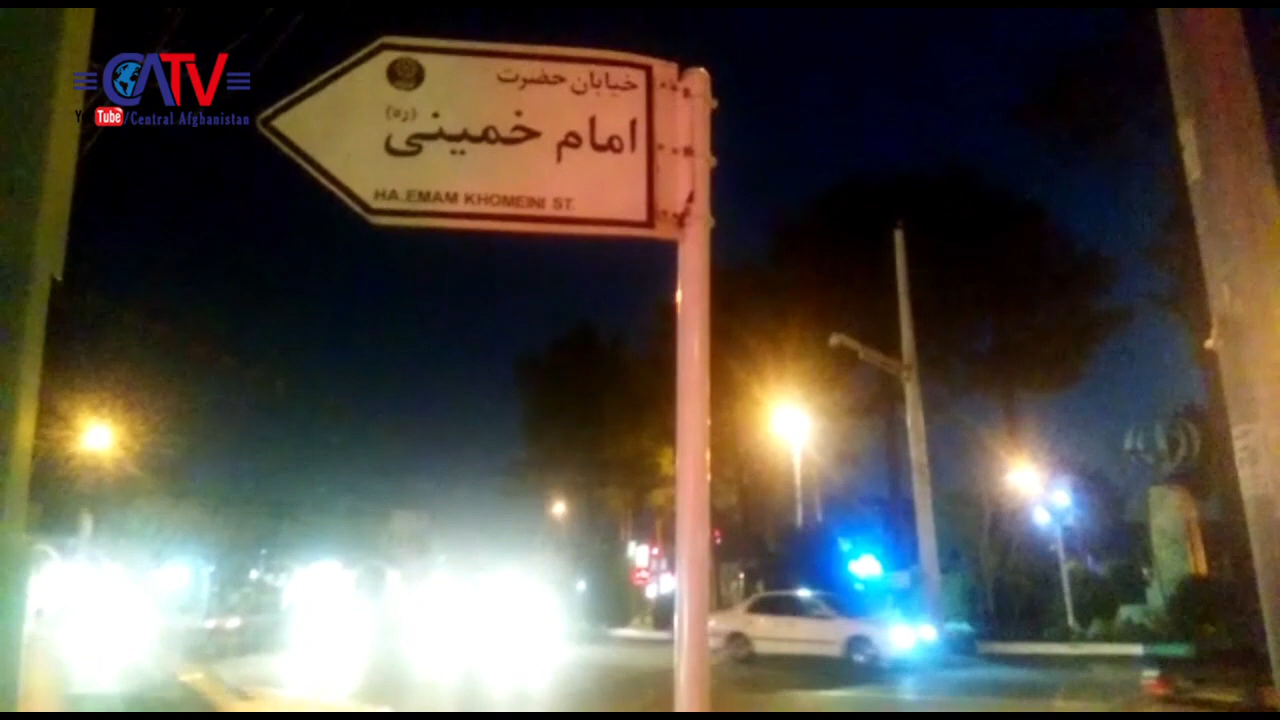 CATV
YouTube/Central Afghanistan
خیابان حضرت
امام خمینی (ره)
HA.EMAM KHOMEINI ST.